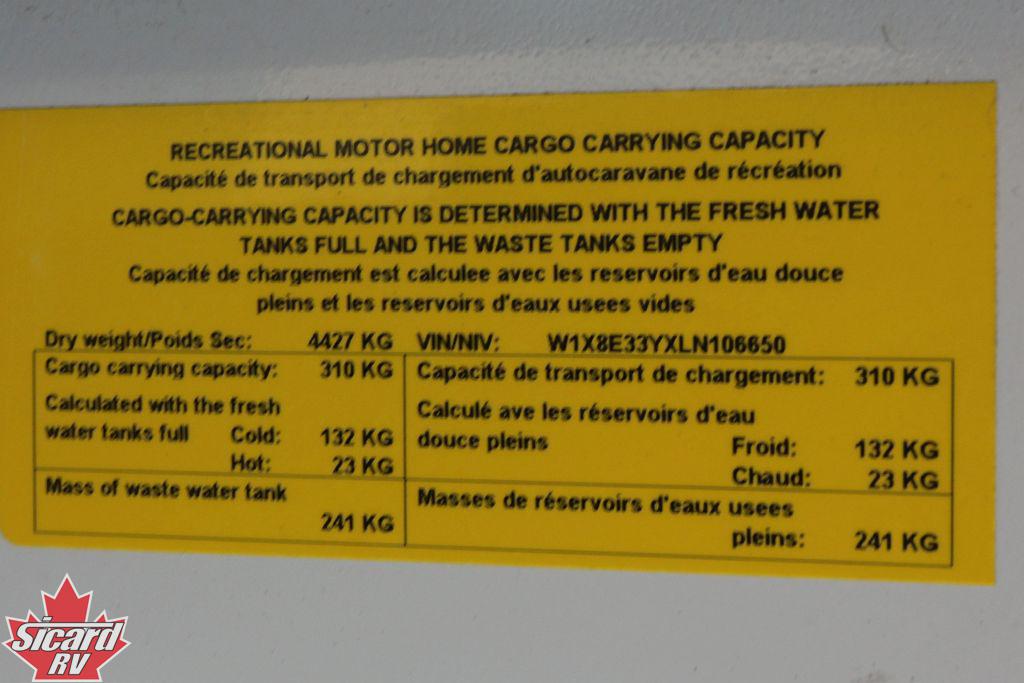 RECREATIONAL MOTOR HOME CARGO CARRYING CAPACITY
Capacité de transport de chargement d'autocaravane de récréation
CARGO-CARRYING CAPACITY IS DETERMINED WITH THE FRESH WATER
TANKS FULL AND THE WASTE TANKS EMPTY
Capacité de chargement est calculee avec les reservoirs d'eau douce
pleins et les reservoirs d'eaux usees vides
Dry weight/Poids Sec: 4427 KG VIN/NIV: W1X8E33YXLN106650
Cargo carrying capacity: 310 KG
Calculated with the fresh
water tanks full Cold: 132 KG
Hot: 23 KG
Mass of waste water tank
241 KG
Capacité de transport de chargement: 310 KG
Calculé ave les réservoirs d'eau
douce pleins Froid: 132 KG
Chaud: 23 KG
Masses de réservoirs d'eaux usees
pleins: 241 KG
Sicard
RV